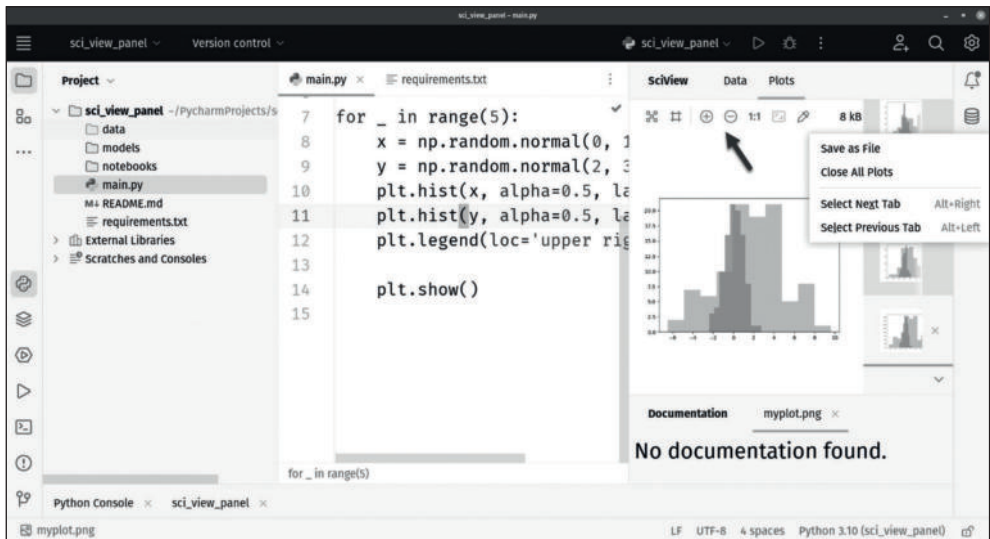 sci_view_panel – main.py
sci_view_panel
Version control
sci_view_panel
Project
sci_view_panel ~/PycharmProjects/s
data
models
notebooks
main.py
M↓ README.md
requirements.txt
External Libraries
Scratches and Consoles
main.py ×
requirements.txt
7 for _ in range(5):
8 x = np.random.normal(0, 1
9 y = np.random.normal(2, 3
10 plt.hist(x, alpha=0.5, la
11 plt.hist(y, alpha=0.5, la
12 plt.legend(loc='upper rig
13
14 plt.show()
15
for _ in range(5)
SciView
Data
Plots
1:1
8 kB
Save as File
Close All Plots
Select Next Tab Alt+Right
Select Previous Tab Alt+Left
Documentation
myplot.png ×
No documentation found.
Python Console ×
sci_view_panel ×
myplot.png
LF UTF-8 4 spaces Python 3.10 (sci_view_panel)